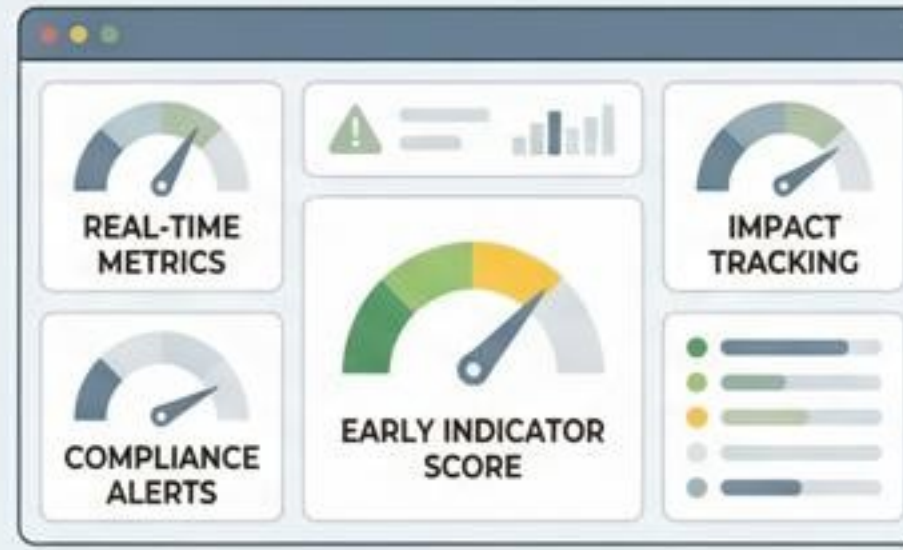 REAL-TIME
METRICS
IMPACT
TRACKING
COMPLIANCE
ALERTS
EARLY INDICATOR
SCORE